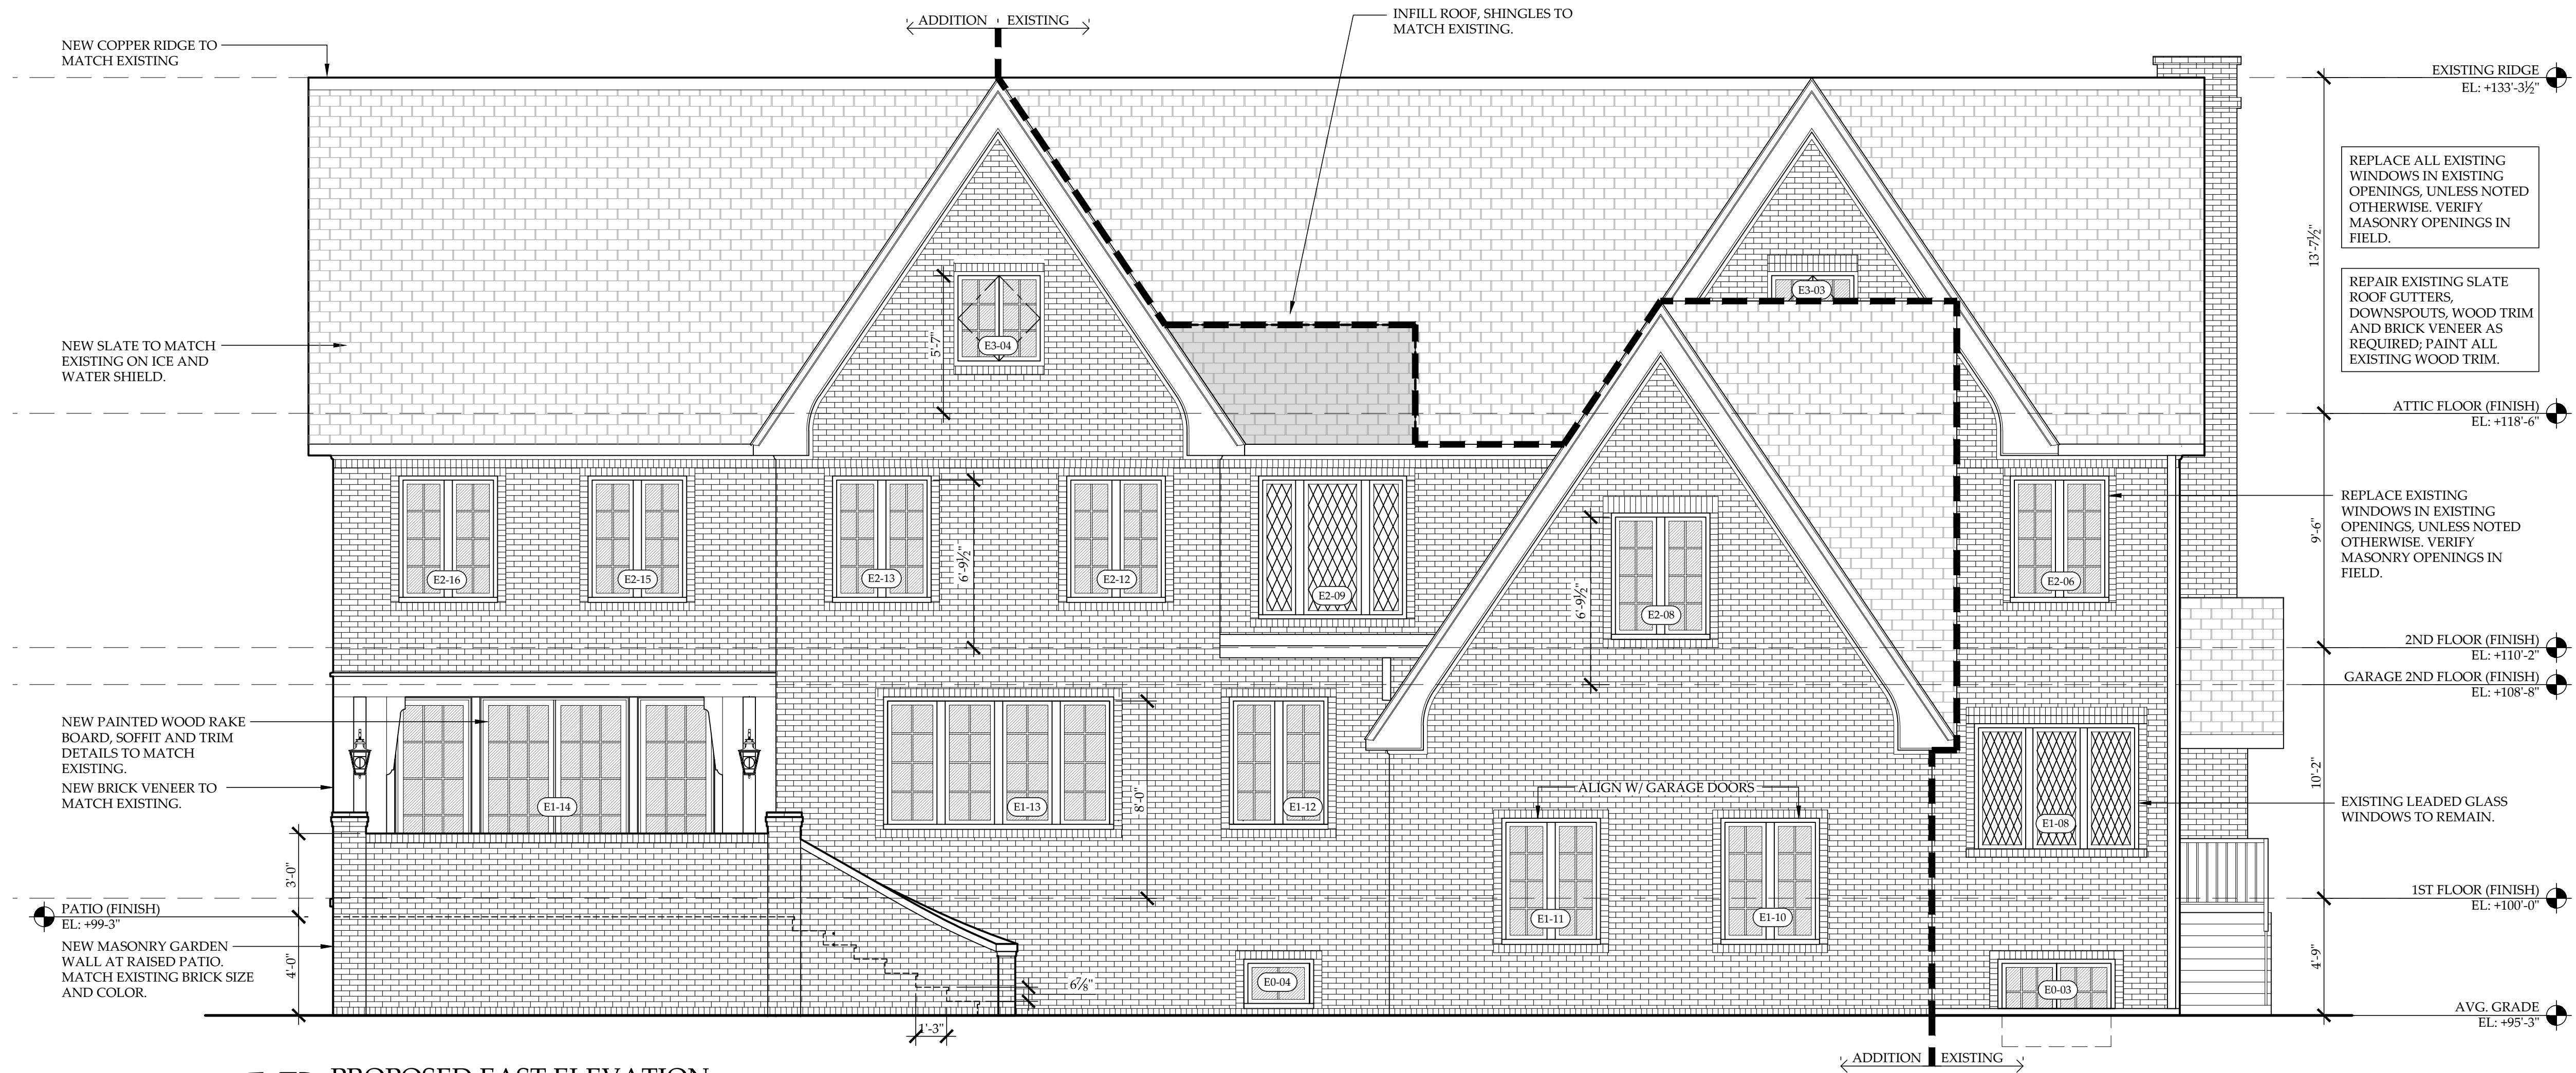 ADDITION EXISTING
INFILL ROOF, SHINGLES TO
MATCH EXISTING.
NEW COPPER RIDGE TO
MATCH EXISTING
EXISTING RIDGE
EL: +133'-3½"
REPLACE ALL EXISTING
WINDOWS IN EXISTING
OPENINGS, UNLESS NOTED
OTHERWISE. VERIFY
MASONRY OPENINGS IN
FIELD.
13'-7½"
REPAIR EXISTING SLATE
ROOF GUTTERS,
DOWNSPOUTS, WOOD TRIM
AND BRICK VENEER AS
REQUIRED; PAINT ALL
EXISTING WOOD TRIM.
E3-03
E3-04
5'-7"
NEW SLATE TO MATCH
EXISTING ON ICE AND
WATER SHIELD.
ATTIC FLOOR (FINISH)
EL: +118'-6"
REPLACE EXISTING
WINDOWS IN EXISTING
OPENINGS, UNLESS NOTED
OTHERWISE. VERIFY
MASONRY OPENINGS IN
FIELD.
9'-6"
E2-16
E2-15
E2-13
6'-9½"
E2-12
E2-09
6'-9½"
E2-08
E2-06
2ND FLOOR (FINISH)
EL: +110'-2"
GARAGE 2ND FLOOR (FINISH)
EL: +108'-8"
NEW PAINTED WOOD RAKE
BOARD, SOFFIT AND TRIM
DETAILS TO MATCH
EXISTING.
NEW BRICK VENEER TO
MATCH EXISTING.
E1-14
E1-13
8'-0"
E1-12
ALIGN W/ GARAGE DOORS
E1-08
10'-2"
EXISTING LEADED GLASS
WINDOWS TO REMAIN.
3'-0"
1ST FLOOR (FINISH)
EL: +100'-0"
PATIO (FINISH)
EL: +99-3"
E1-11
E1-10
NEW MASONRY GARDEN
WALL AT RAISED PATIO.
MATCH EXISTING BRICK SIZE
AND COLOR.
4'-0"
6⅞"
E0-04
E0-03
4'-9"
AVG. GRADE
EL: +95'-3"
1'-3"
ADDITION EXISTING
PROPOSED EAST ELEVATION